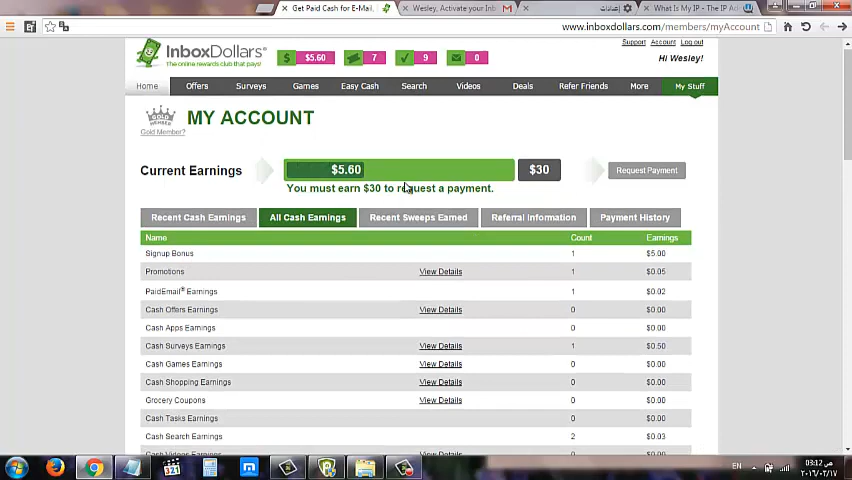 Get Paid Cash for E-Mail,
Wesley, Activate your Inb
What Is My IP - The IP Ad
www.inboxdollars.com/members/myAccount
InboxDollars®
The online rewards club that pays!
$ $5.60 7 9 0
Support Account Log out
Hi Wesley!
Home Offers Surveys Games Easy Cash Search Videos Deals Refer Friends More My Stuff
GOLD
Gold Member?
MY ACCOUNT
Current Earnings $5.60 $30 Request Payment
You must earn $30 to request a payment.
Recent Cash Earnings All Cash Earnings Recent Sweeps Earned Referral Information Payment History
Name Count Earnings
Signup Bonus 1 $5.00
Promotions View Details 1 $0.05
PaidEmail® Earnings 1 $0.02
Cash Offers Earnings View Details 0 $0.00
Cash Apps Earnings 0 $0.00
Cash Surveys Earnings View Details 1 $0.50
Cash Games Earnings View Details 0 $0.00
Cash Shopping Earnings View Details 0 $0.00
Grocery Coupons View Details 0 $0.00
Cash Tasks Earnings 0 $0.00
Cash Search Earnings 2 $0.03
EN
03:12 ص
٢٠١٦/٠٢/١٧